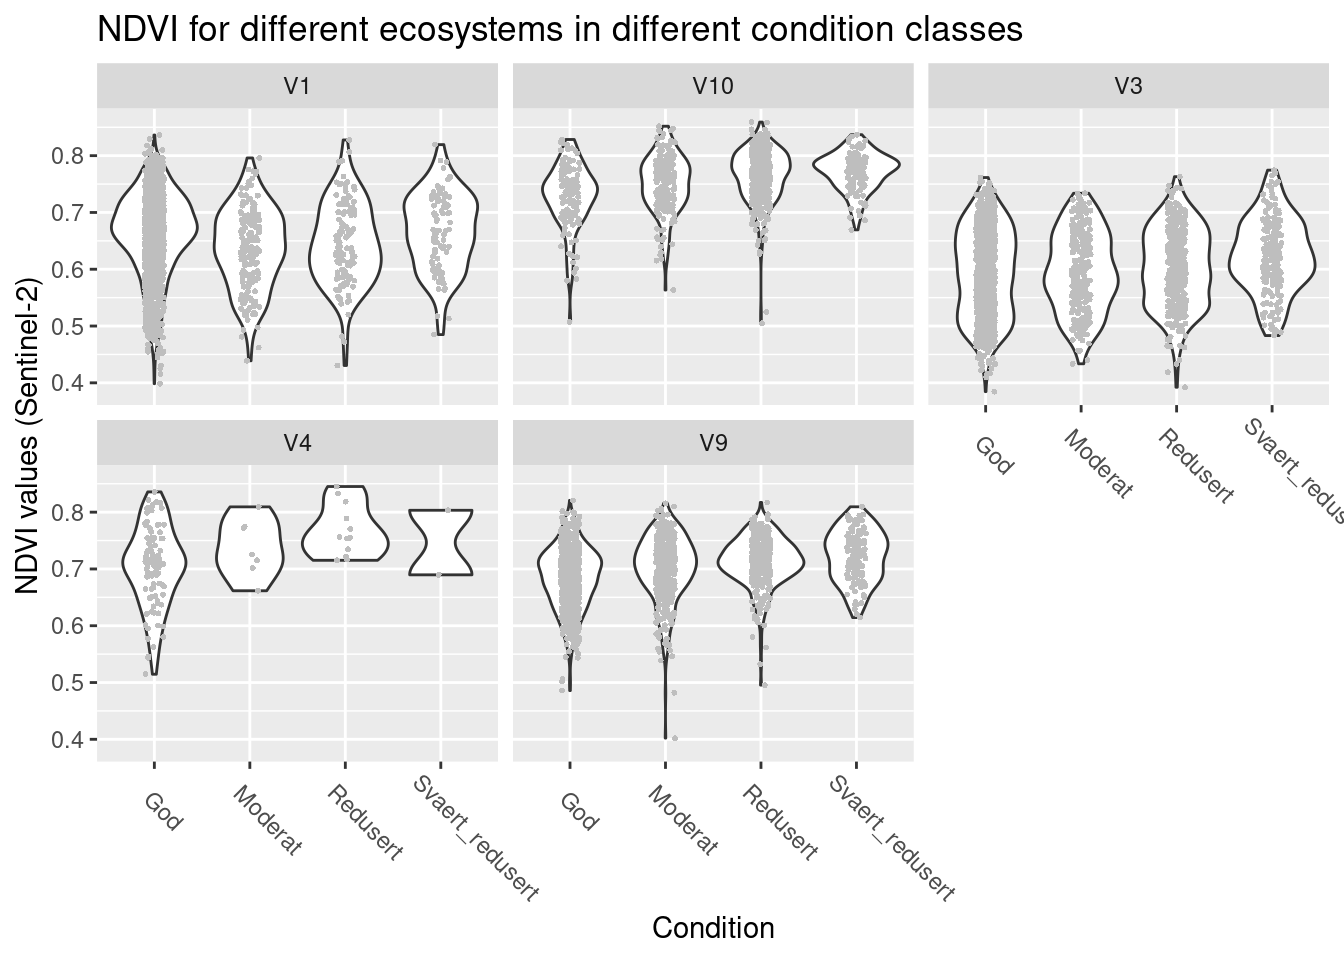 NDVI for different ecosystems in different condition classes
V1
V10
V3
0.8
0.7
0.6
0.5
0.4
God
Moderat
Redusert
Svaert_redus
V4
V9
0.8
0.7
0.6
0.5
0.4
God
Moderat
Redusert
Svaert_redusert
God
Moderat
Redusert
Svaert_redusert
NDVI values (Sentinel-2)
Condition